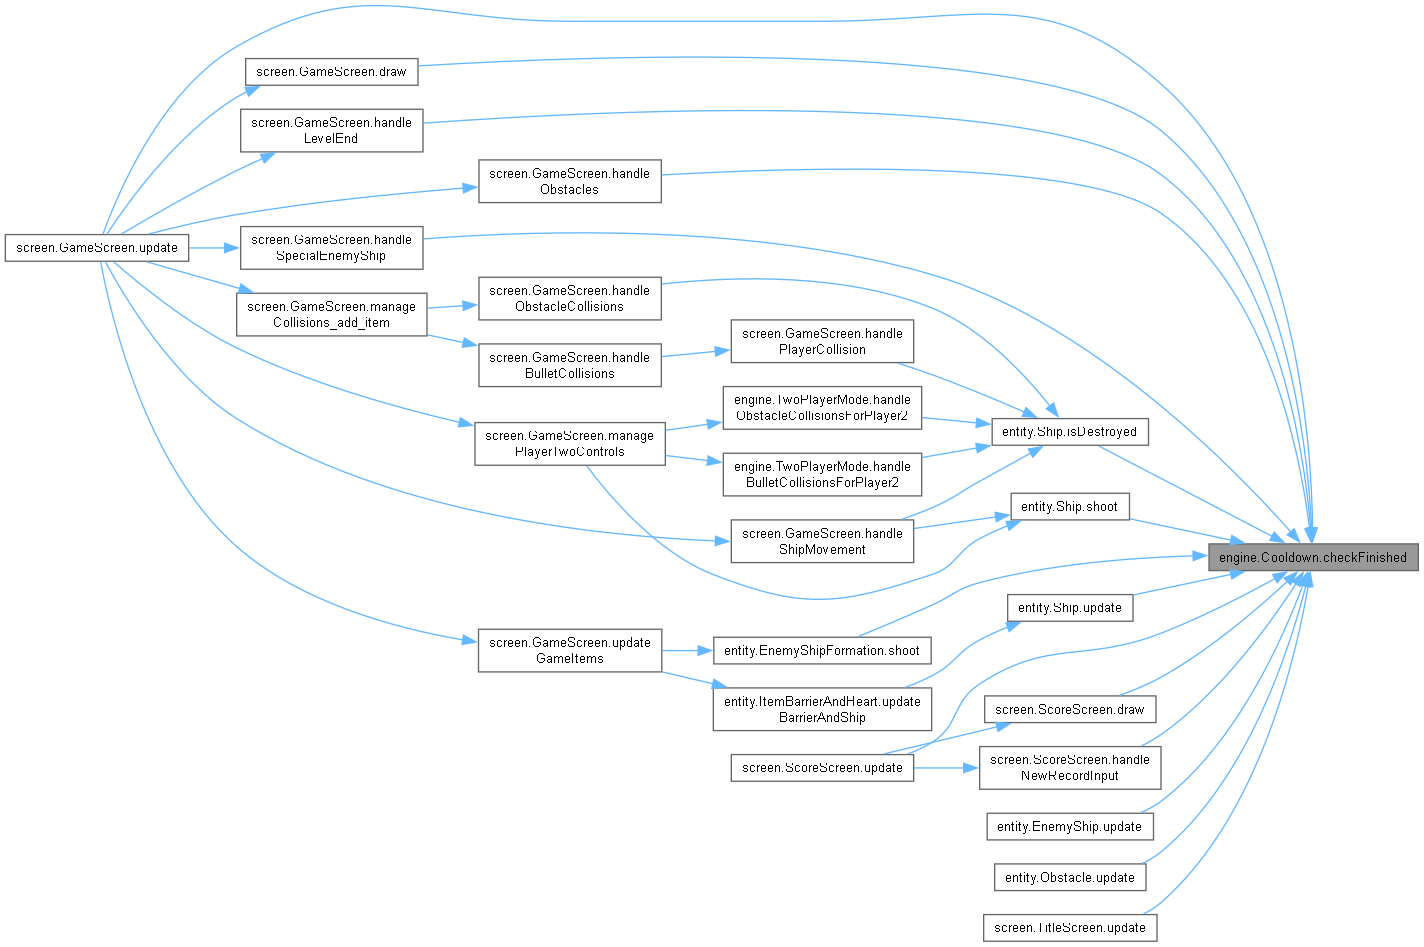 screen.GameScreen.draw
screen.GameScreen.handle
LevelEnd
screen.GameScreen.handle
Obstacles
screen.GameScreen.update
screen.GameScreen.handle
SpecialEnemyShip
screen.GameScreen.manage
Collisions_add_item
screen.GameScreen.handle
ObstacleCollisions
screen.GameScreen.handle
PlayerCollision
screen.GameScreen.handle
BulletCollisions
engine.TwoPlayerMode.handle
ObstacleCollisionsForPlayer2
entity.Ship.isDestroyed
screen.GameScreen.manage
PlayerTwoControls
engine.TwoPlayerMode.handle
BulletCollisionsForPlayer2
entity.Ship.shoot
screen.GameScreen.handle
ShipMovement
engine.Cooldown.checkFinished
entity.Ship.update
screen.GameScreen.update
GameItems
entity.EnemyShipFormation.shoot
entity.ItemBarrierAndHeart.update
BarrierAndShip
screen.ScoreScreen.draw
screen.ScoreScreen.update
screen.ScoreScreen.handle
NewRecordInput
entity.EnemyShip.update
entity.Obstacle.update
screen.TitleScreen.update